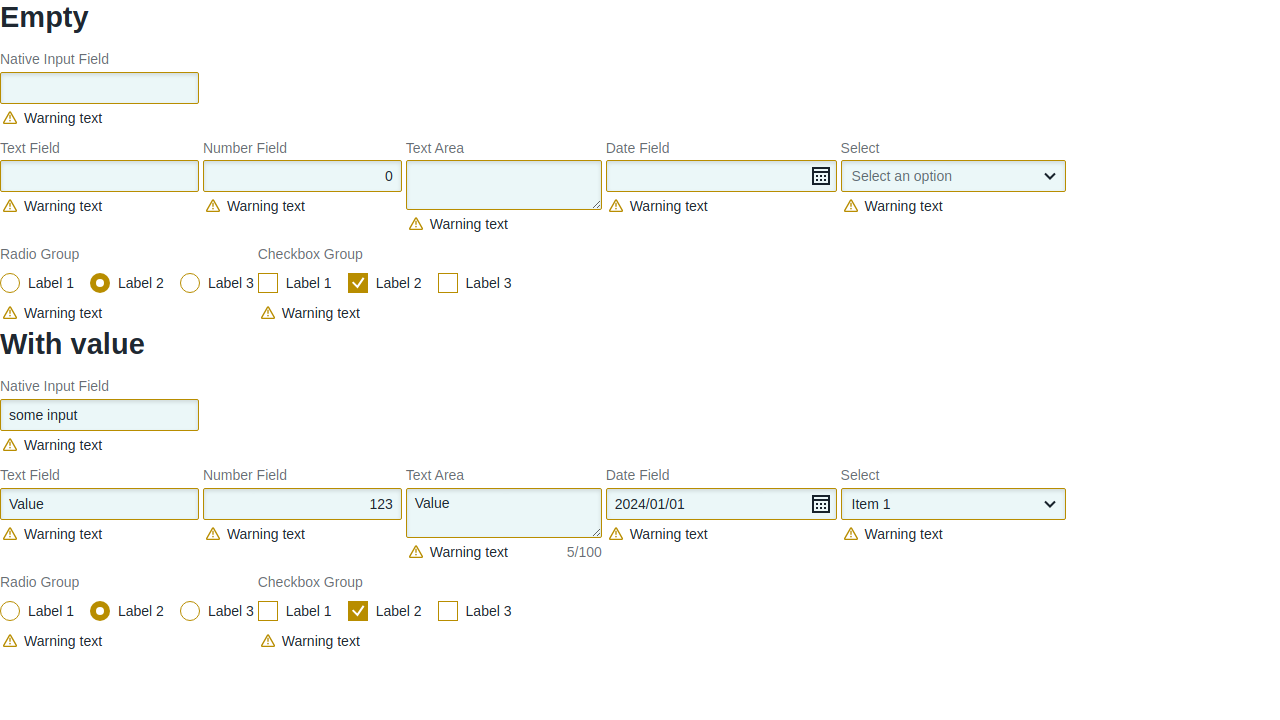 Empty
Native Input Field
Warning text
Text Field Number Field Text Area Date Field Select
0 Select an option
Warning text Warning text Warning text Warning text
Warning text
Radio Group Checkbox Group
Label 1 Label 2 Label 3 Label 1 Label 2 Label 3
Warning text Warning text
With value
Native Input Field
some input
Warning text
Text Field Number Field Text Area Date Field Select
Value 123 Value 2024/01/01 Item 1
Warning text Warning text Warning text Warning text
Warning text 5/100
Radio Group Checkbox Group
Label 1 Label 2 Label 3 Label 1 Label 2 Label 3
Warning text Warning text